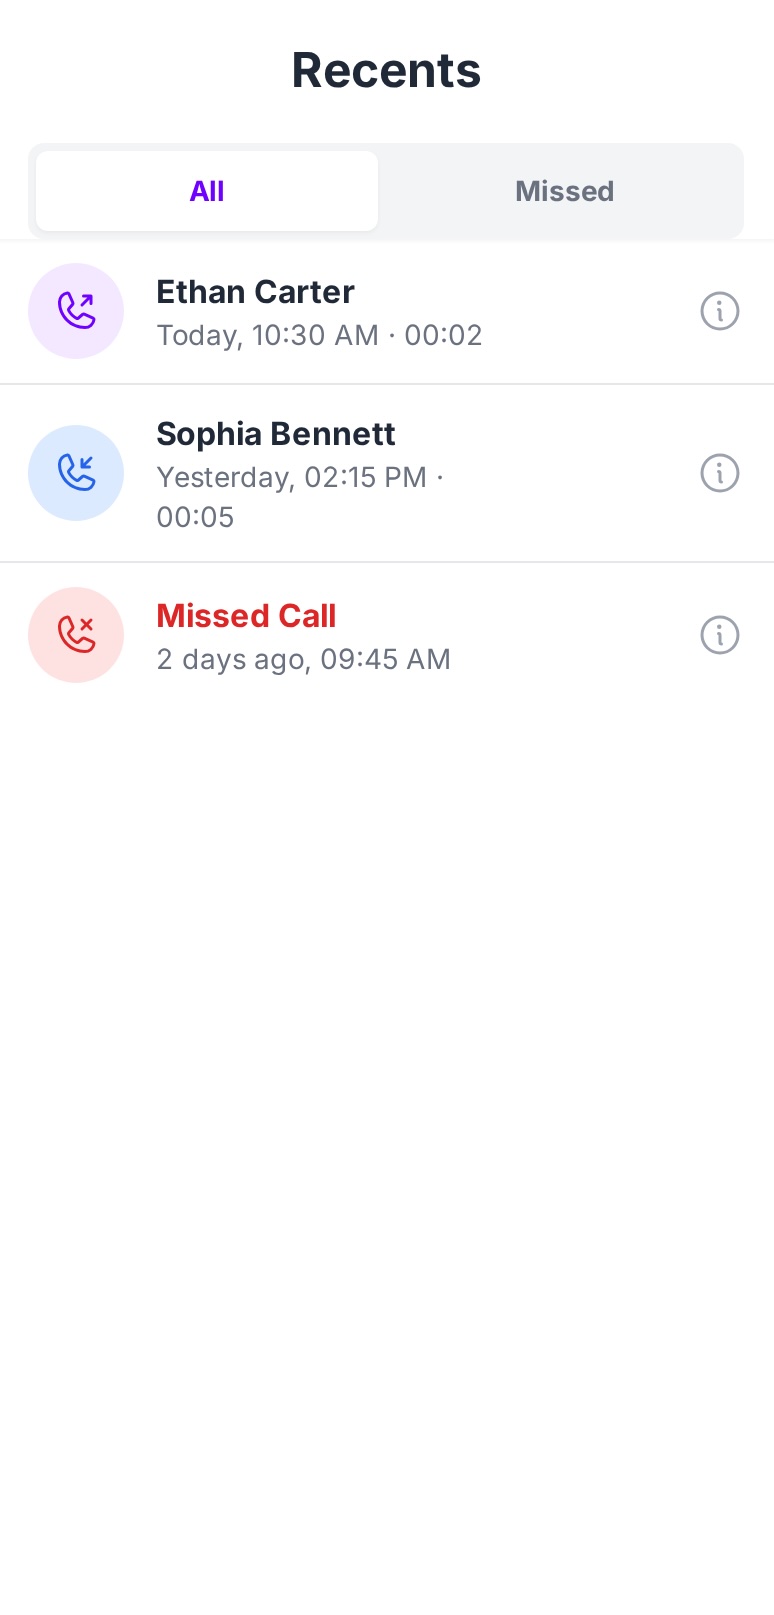 Recents
All
Missed
Ethan Carter
Today, 10:30 AM · 00:02
Sophia Bennett
Yesterday, 02:15 PM ·
00:05
Missed Call
2 days ago, 09:45 AM